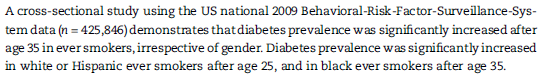 A cross-sectional study using the US national 2009 Behavioral-Risk-Factor-Surveillance-Sys-
tem data (n = 425,846) demonstrates that diabetes prevalence was significantly increased after
age 35 in ever smokers, irrespective of gender. Diabetes prevalence was significantly increased
in white or Hispanic ever smokers after age 25, and in black ever smokers after age 35.